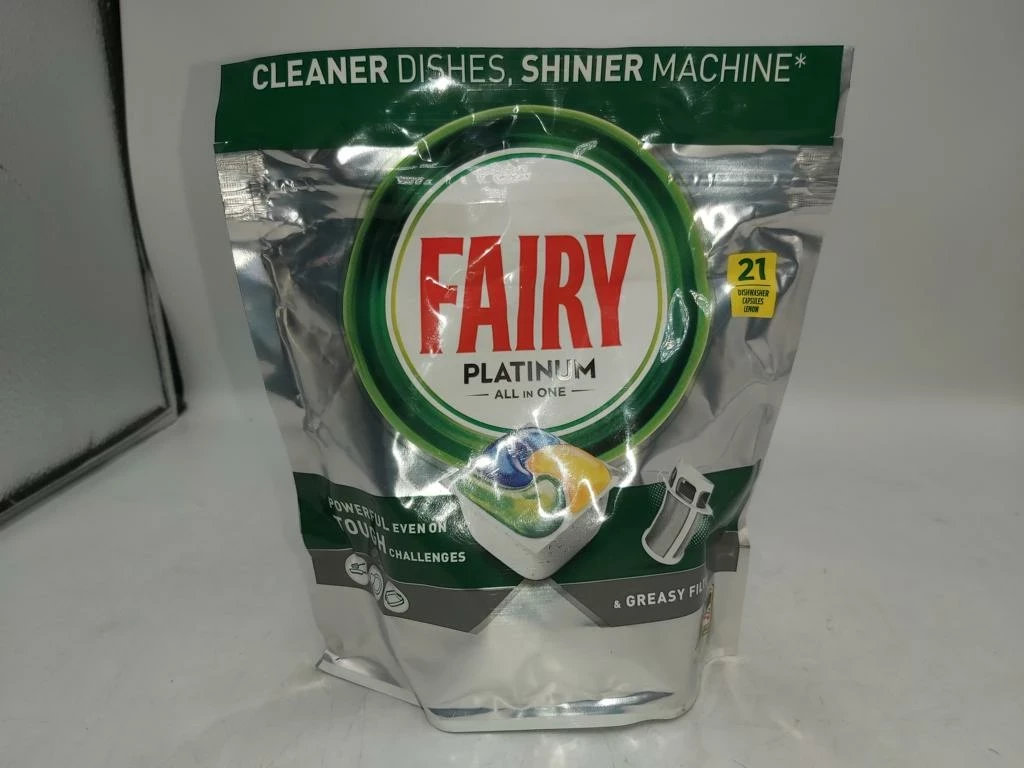 CLEANER DISHES, SHINIER MACHINE*
FAIRY
PLATINUM
ALL IN ONE
21
DISHWASHER
CAPSULES
LEMON
POWERFUL EVEN ON
TOUGH CHALLENGES
& GREASY